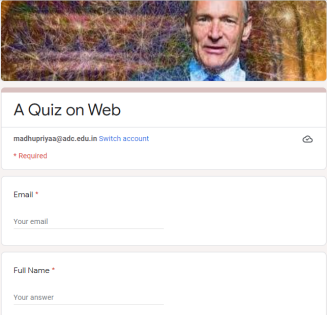 A Quiz on Web
madhupriyaa@adc.edu.in Switch account
* Required
Email *
Your email
Full Name *
Your answer